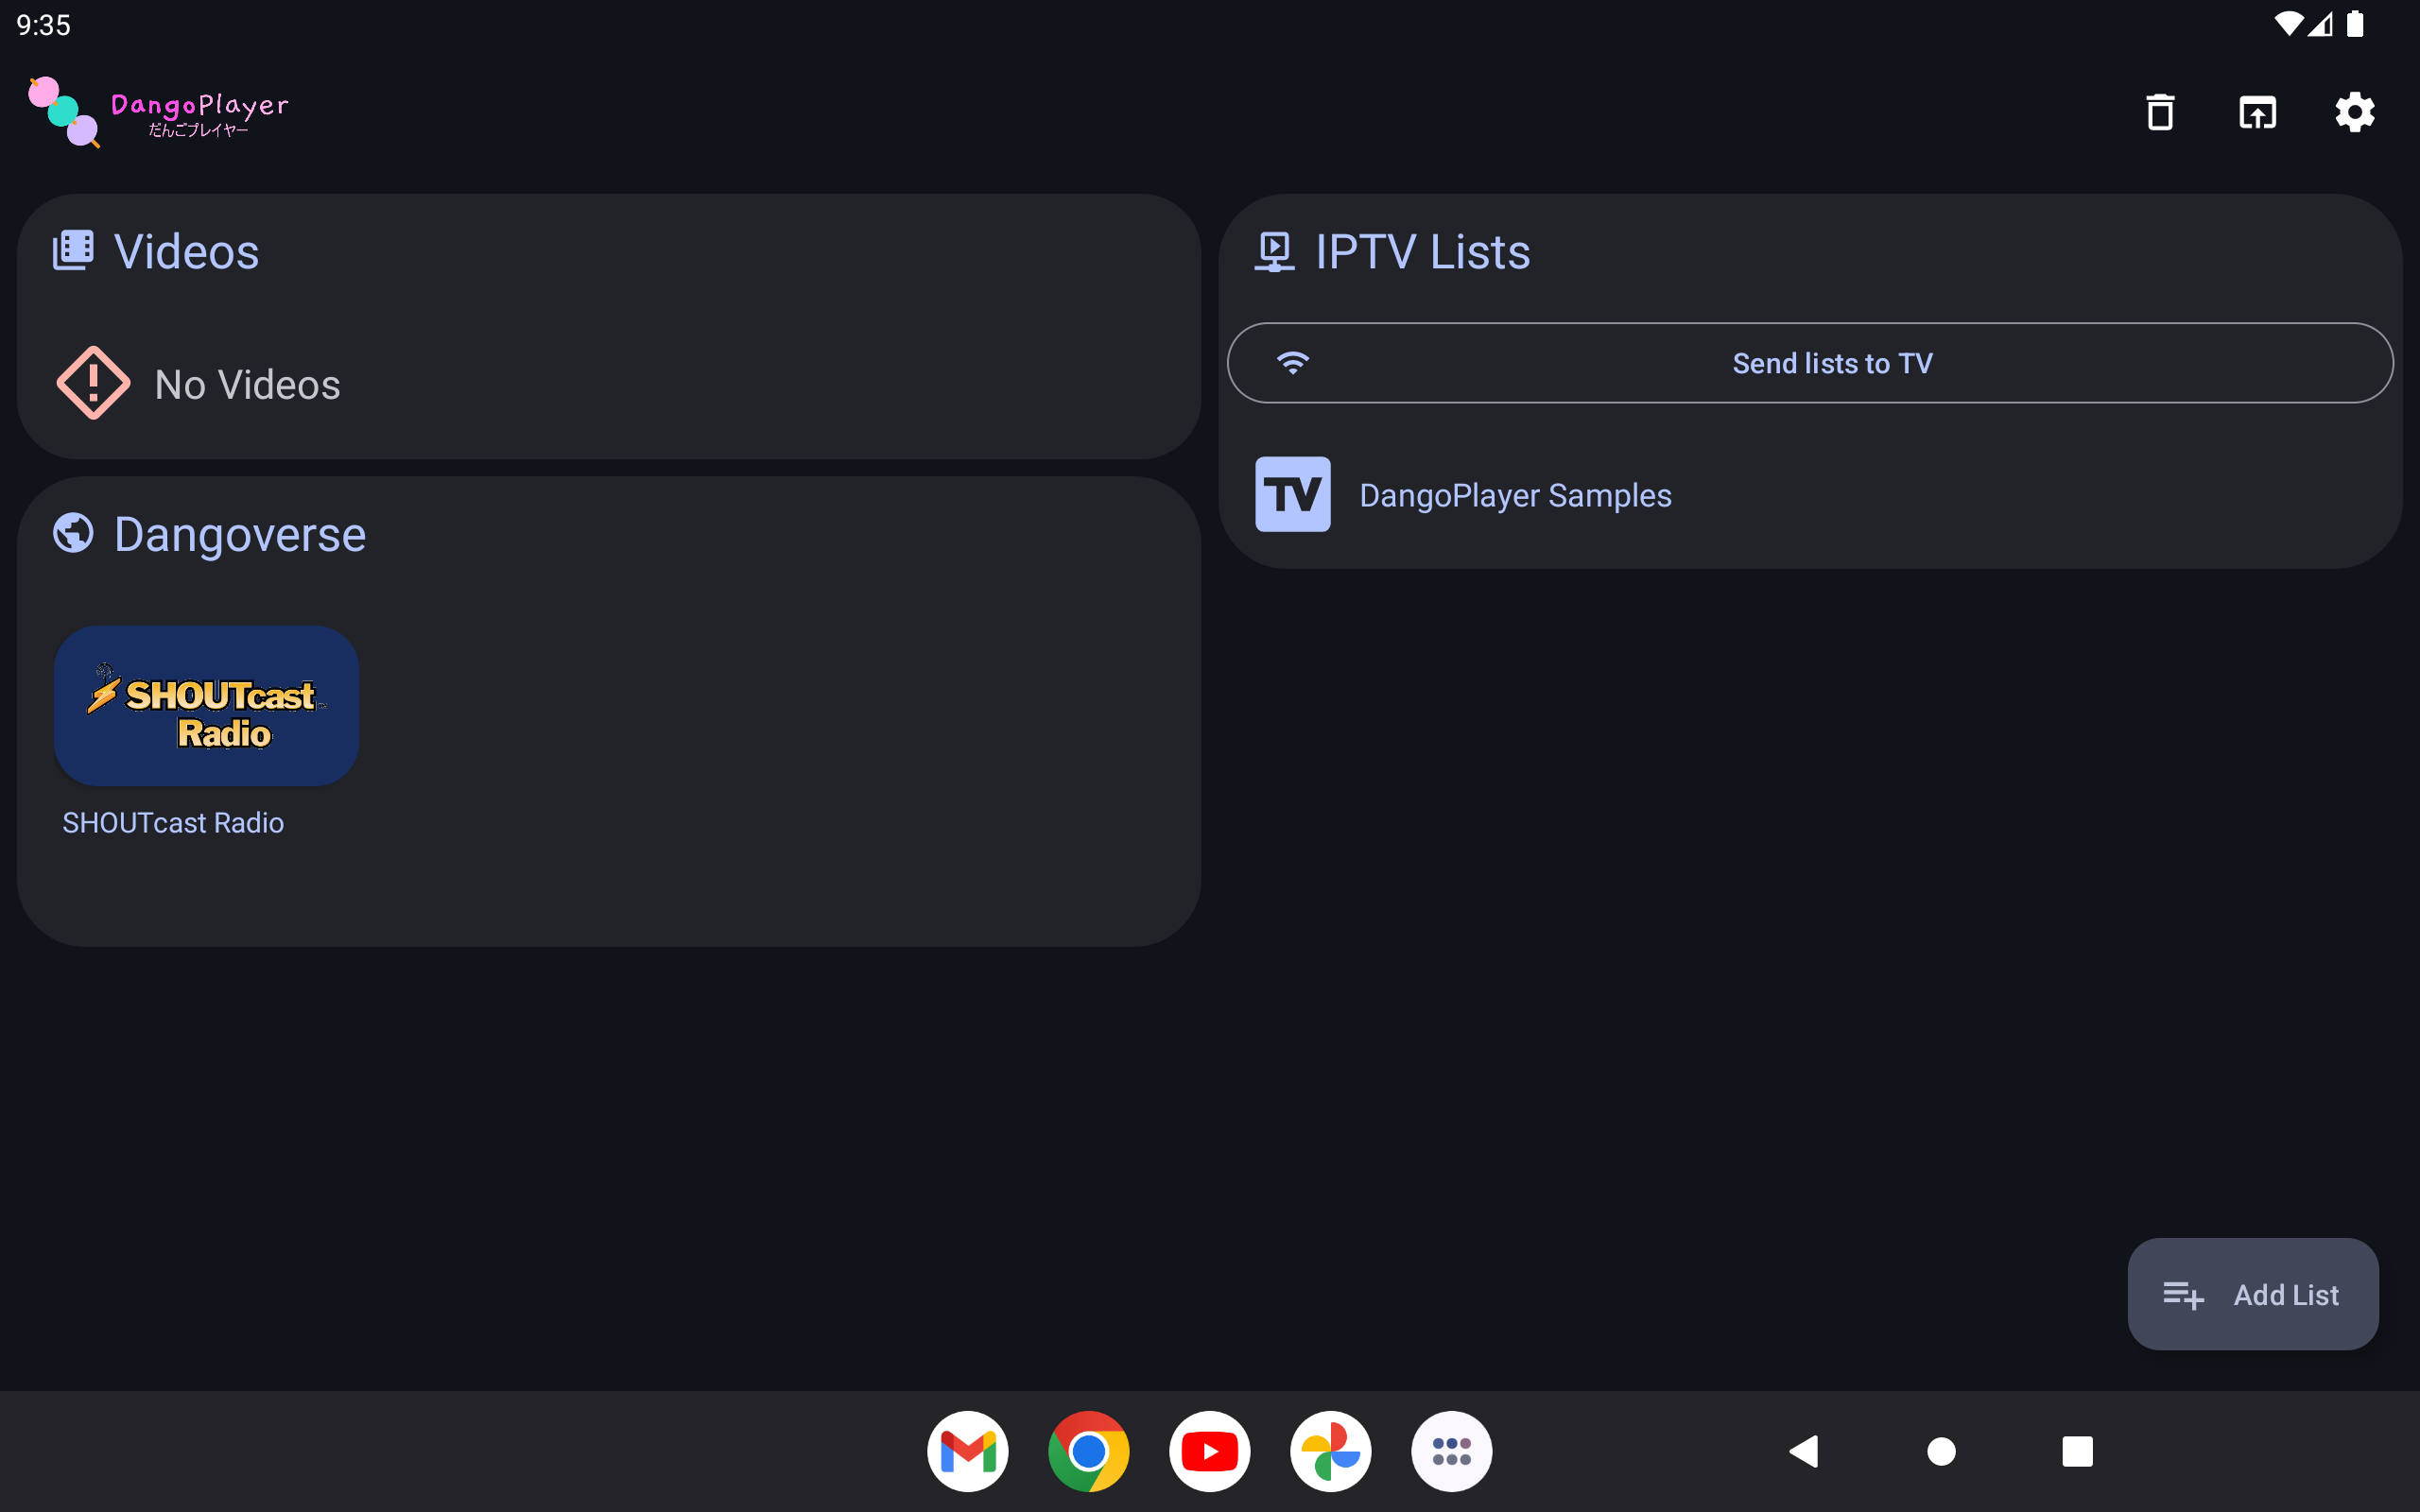 9:35
DangoPlayer
だんごプレイヤー
Videos
No Videos
Dangoverse
SHOUTcast
Radio
SHOUTcast Radio
IPTV Lists
Send lists to TV
TV
DangoPlayer Samples
Add List